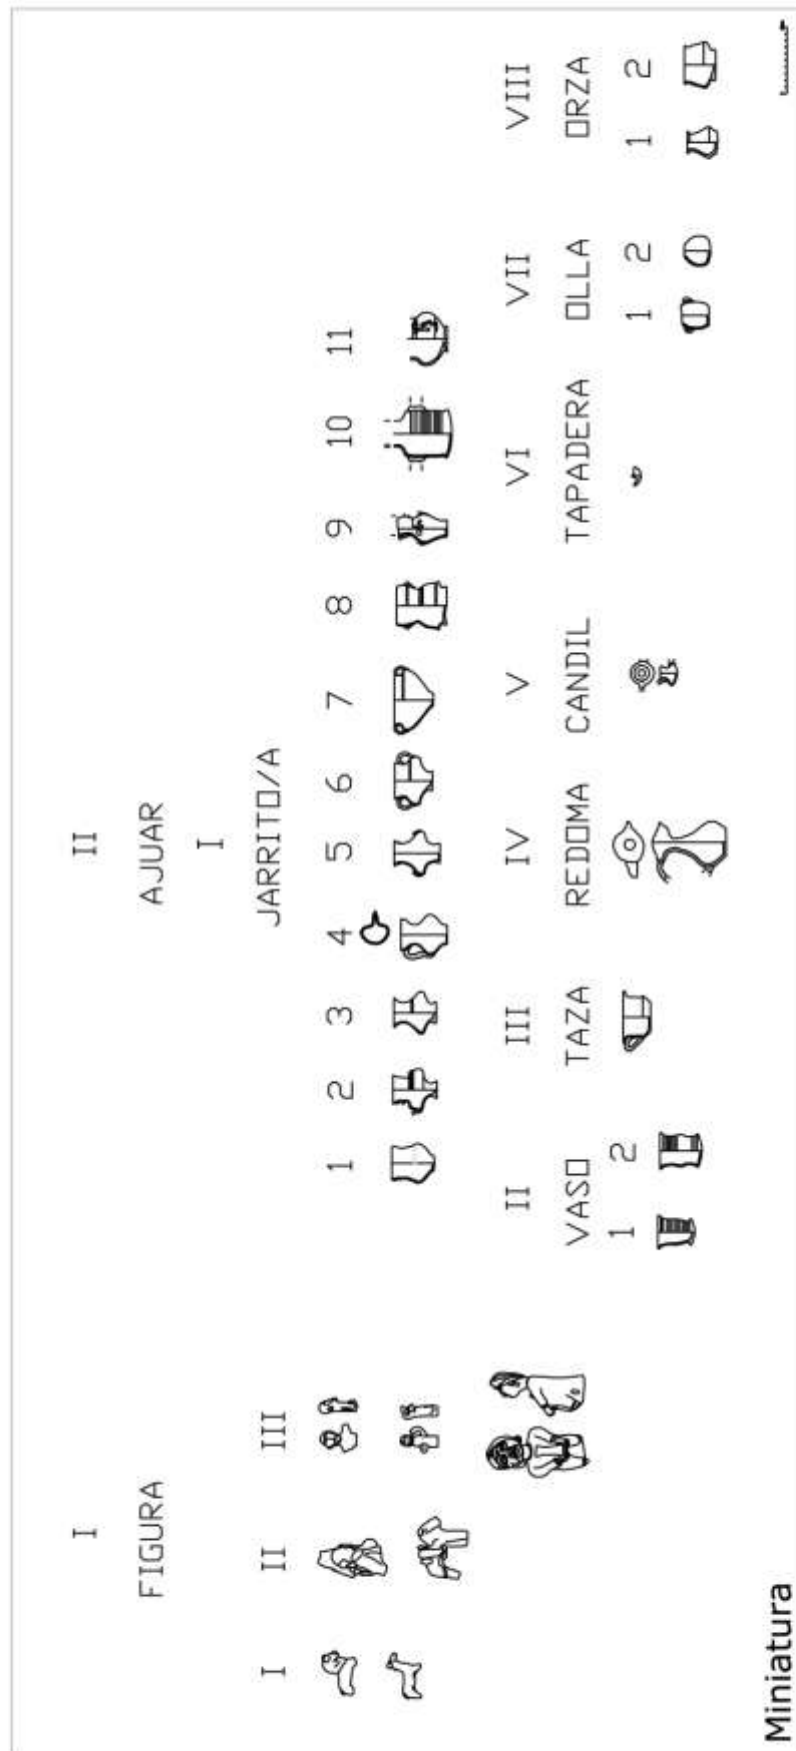 I II
FIGURA AJUAR
I
I II III JARRITO/A
1 2 3 4 5 6 7 8 9 10 11
II III IV V VI VII VIII
VASO TAZA REDOMA CANDIL TAPADERA OLLA ORZA
1 2 1 2 1 2
Miniatura